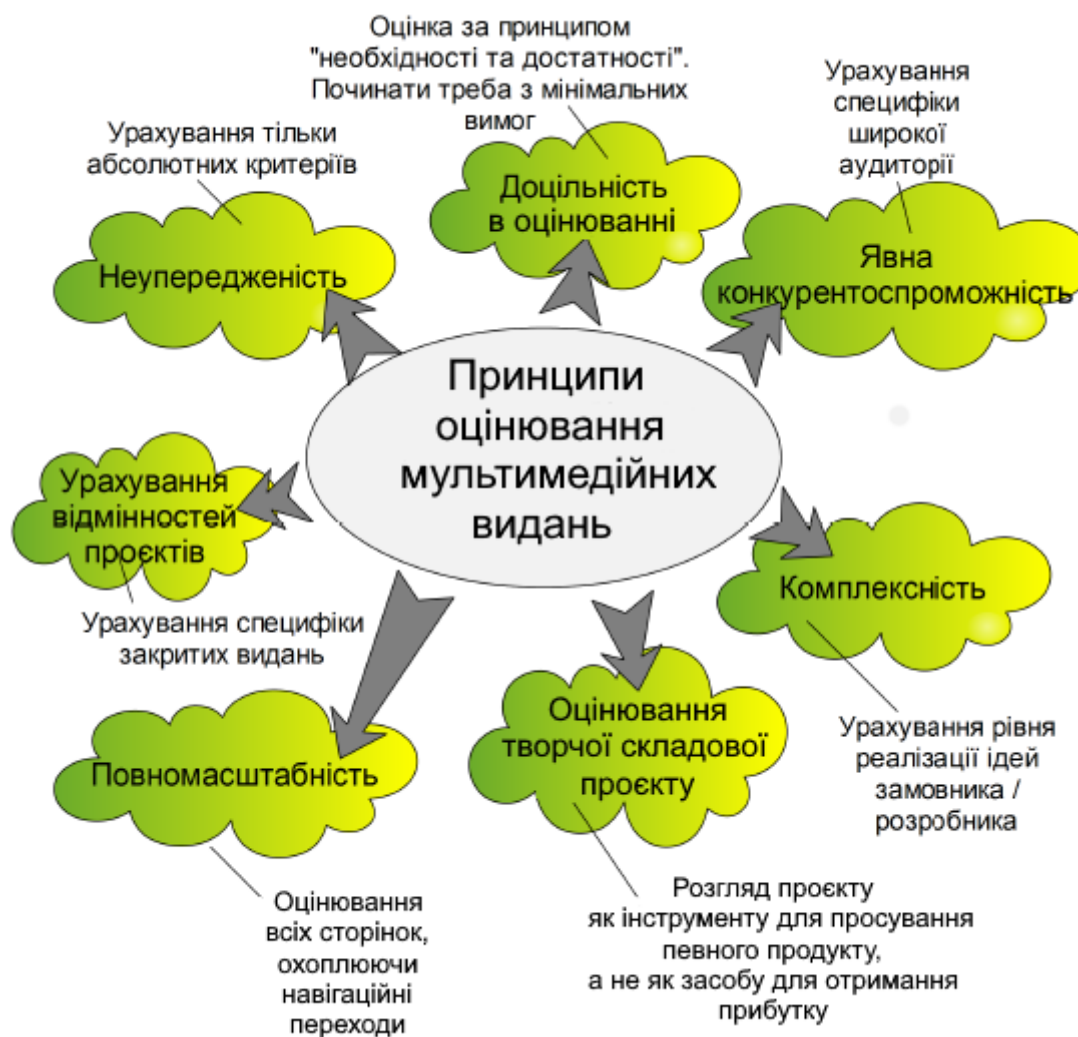 Оцінка за принципом
"необхідності та достатності".
Починати треба з мінімальних
вимог
Урахування
специфіки
широкої
аудиторії
Урахування тільки
абсолютних критеріїв
Доцільність
в оцінюванні
Неупередженість
Явна
конкурентоспроможність
Принципи
оцінювання
мультимедійних
видань
Урахування
відмінностей
проєктів
Урахування специфіки
закритих видань
Комплексність
Урахування рівня
реалізації ідей
замовника /
розробника
Повномасштабність
Оцінювання
творчої складової
проєкту
Оцінювання
всіх сторінок,
охоплюючи
навігаційні
переходи
Розгляд проєкту
як інструменту для просування
певного продукту,
а не як засобу для отримання
прибутку